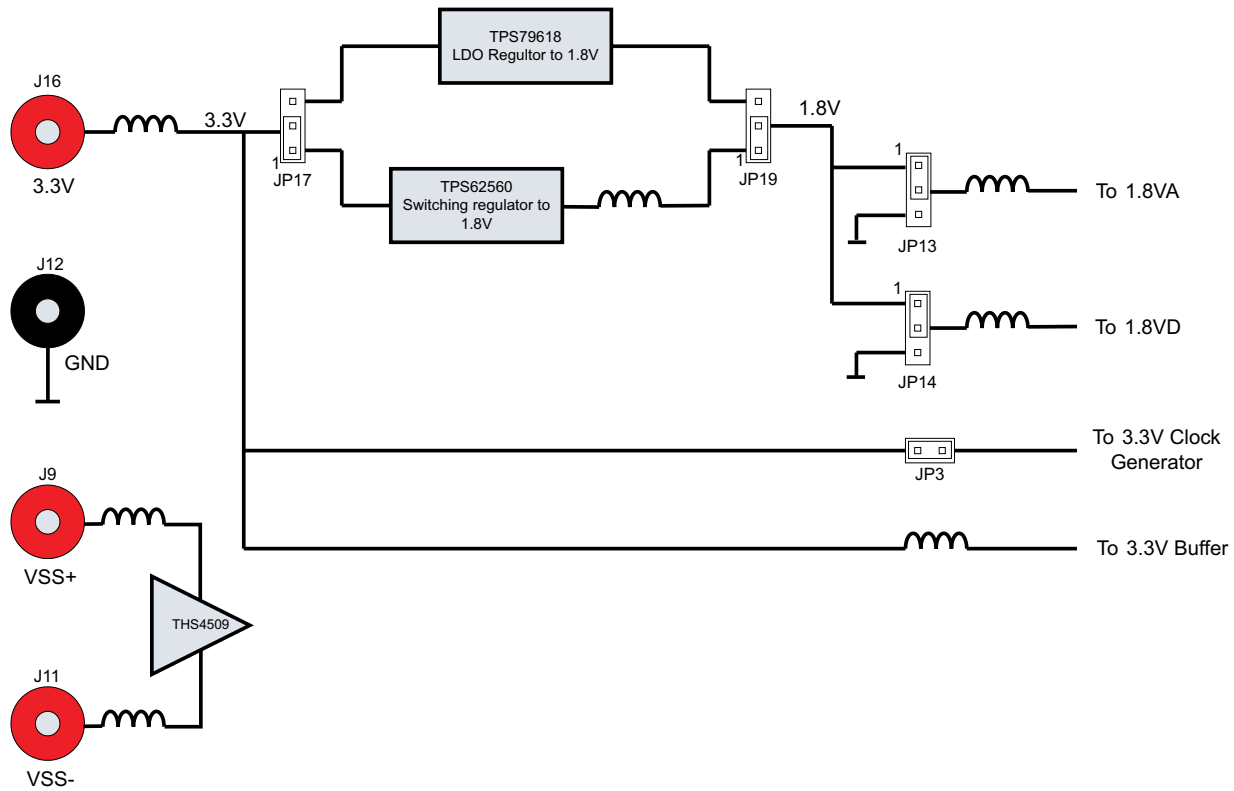 TPS79618
LDO Regultor to 1.8V
J16
3.3V
3.3V
1
JP17
TPS62560
Switching regulator to
1.8V
1
JP19
1.8V
1
JP13
To 1.8VA
J12
GND
1
JP14
To 1.8VD
JP3
To 3.3V Clock
Generator
J9
VSS+
To 3.3V Buffer
THS4509
J11
VSS-